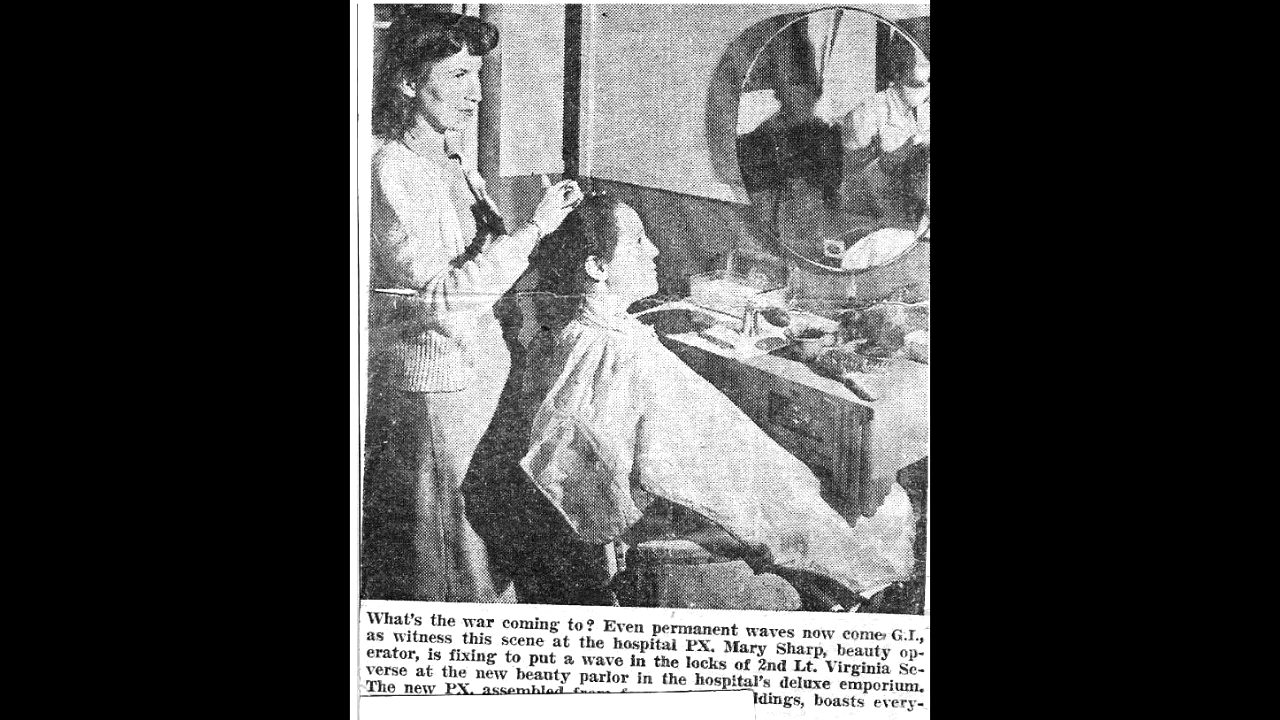 What's the war coming to? Even permanent waves now come G.I.,
as witness this scene at the hospital PX. Mary Sharp, beauty op-
erator, is fixing to put a wave in the locks of 2nd Lt. Virginia Sc-
verse at the new beauty parlor in the hospital's deluxe emporium.
The new PX, assembled from
ldings, boasts every-